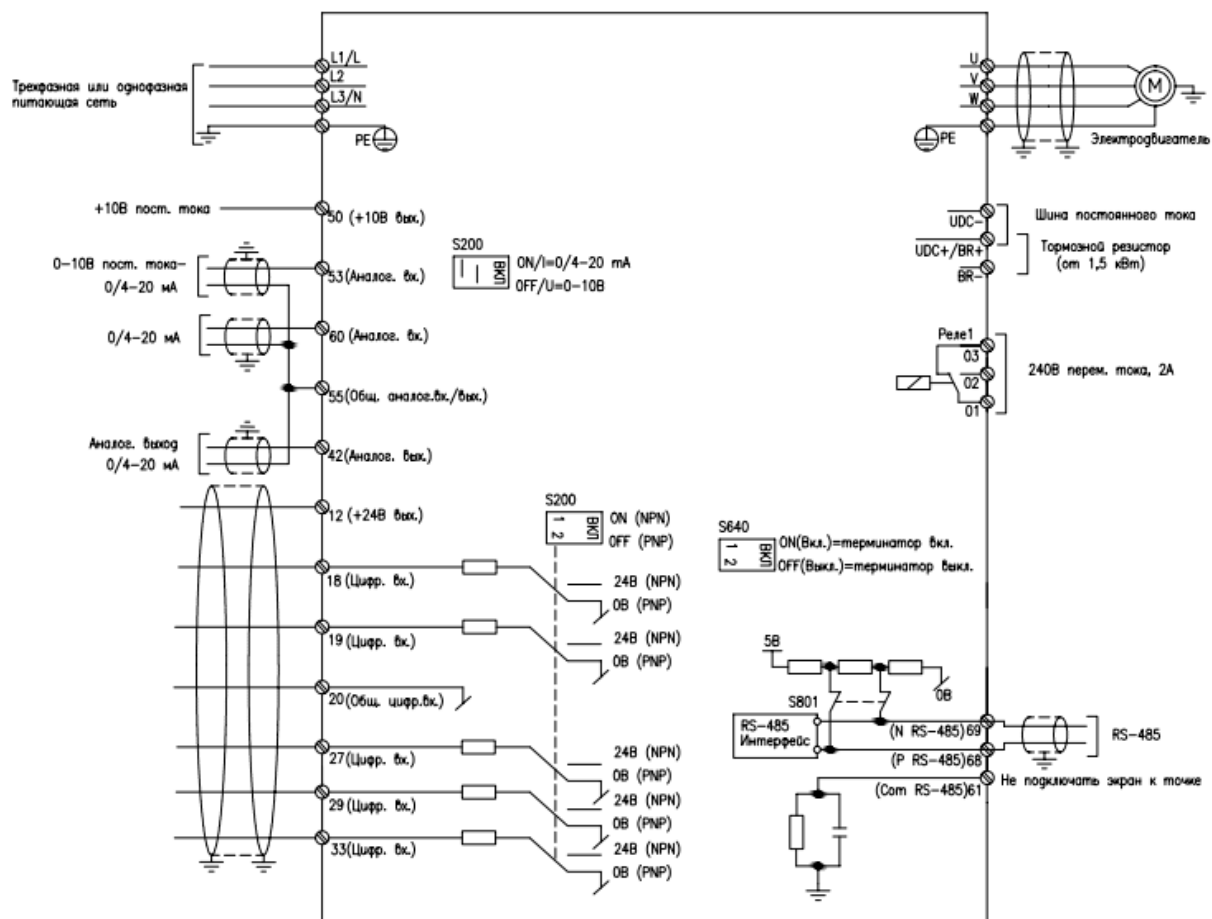 L1/L
L2
L3/N
PE
Трехфазная или однофазная
питающая сеть
U
V
W
PE
M
Электродвигатель
+10В пост. тока
50 (+10В вых.)
UDC-
Шина постоянного тока
UDC+/BR+
BR-
Тормозной резистор
(от 1,5 кВт)
0-10В пост. тока-
0/4-20 мА
53(Аналог. вх.)
S200
ВКЛ
ON/I=0/4-20 mA
OFF/U=0-10В
0/4-20 мА
60(Аналог. вх.)
55(Общ. аналог.вх./вых.)
Реле1
03
02
01
240В перем. тока, 2А
Аналог. выход
0/4-20 мА
42(Аналог. вых.)
12 (+24В вых.)
S200
1
2
ВКЛ
ON (NPN)
OFF (PNP)
S640
1
2
ВКЛ
ON(Вкл.)=терминатор вкл.
OFF(Выкл.)=терминатор выкл.
18(Цифр. вх.)
24В (NPN)
0В (PNP)
19(Цифр. вх.)
24В (NPN)
0В (PNP)
20(Общ. цифр.вх.)
27(Цифр. вх.)
24В (NPN)
0В (PNP)
29(Цифр. вх.)
24В (NPN)
0В (PNP)
33(Цифр. вх.)
24В (NPN)
0В (PNP)
5В
0В
S801
RS-485
Интерфейс
(N RS-485)69
(P RS-485)68
(Com RS-485)61
RS-485
Не подключать экран к точке